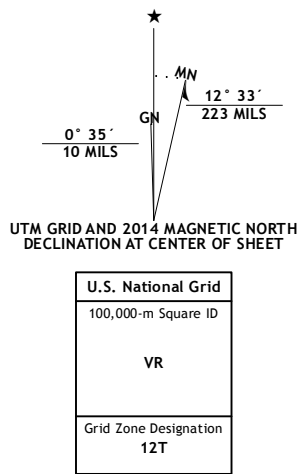 MN
GN
12° 33´
223 MILS
0° 35´
10 MILS
UTM GRID AND 2014 MAGNETIC NORTH
DECLINATION AT CENTER OF SHEET
U.S. National Grid
100,000-m Square ID
VR
Grid Zone Designation
12T